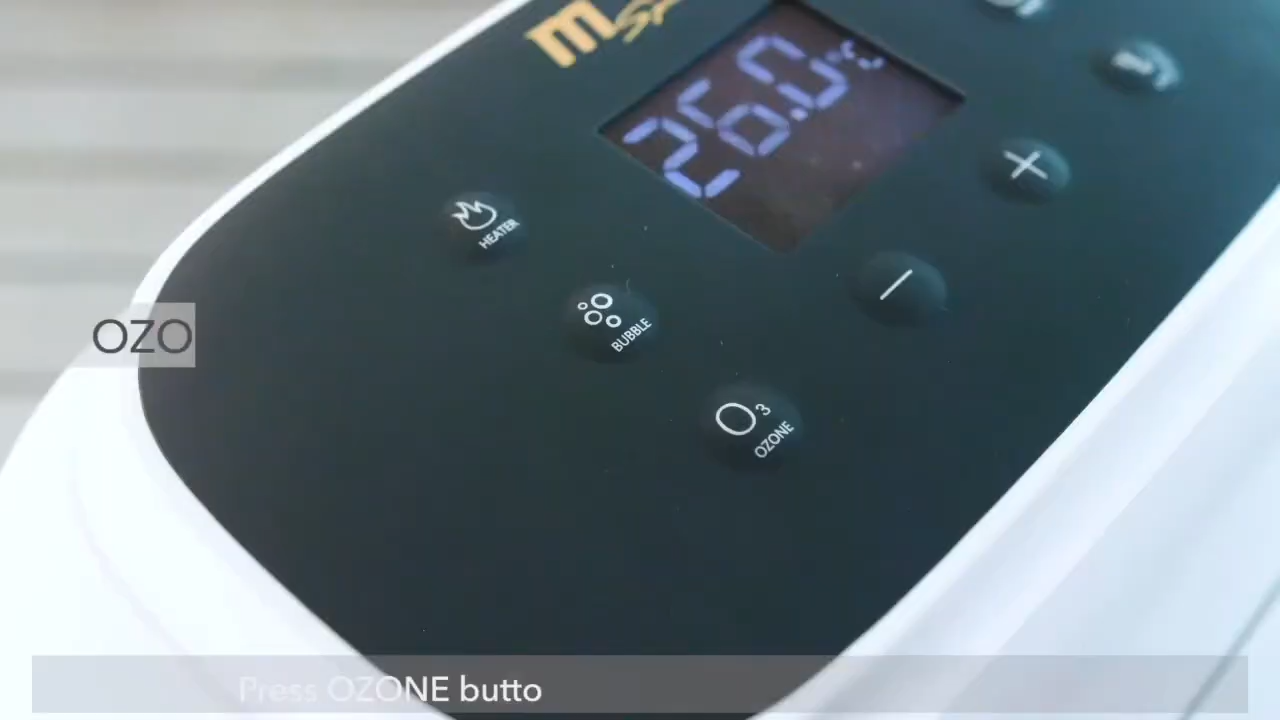 26.0°C
HEATER
BUBBLE
OZO
O3
OZONE
Press OZONE butto